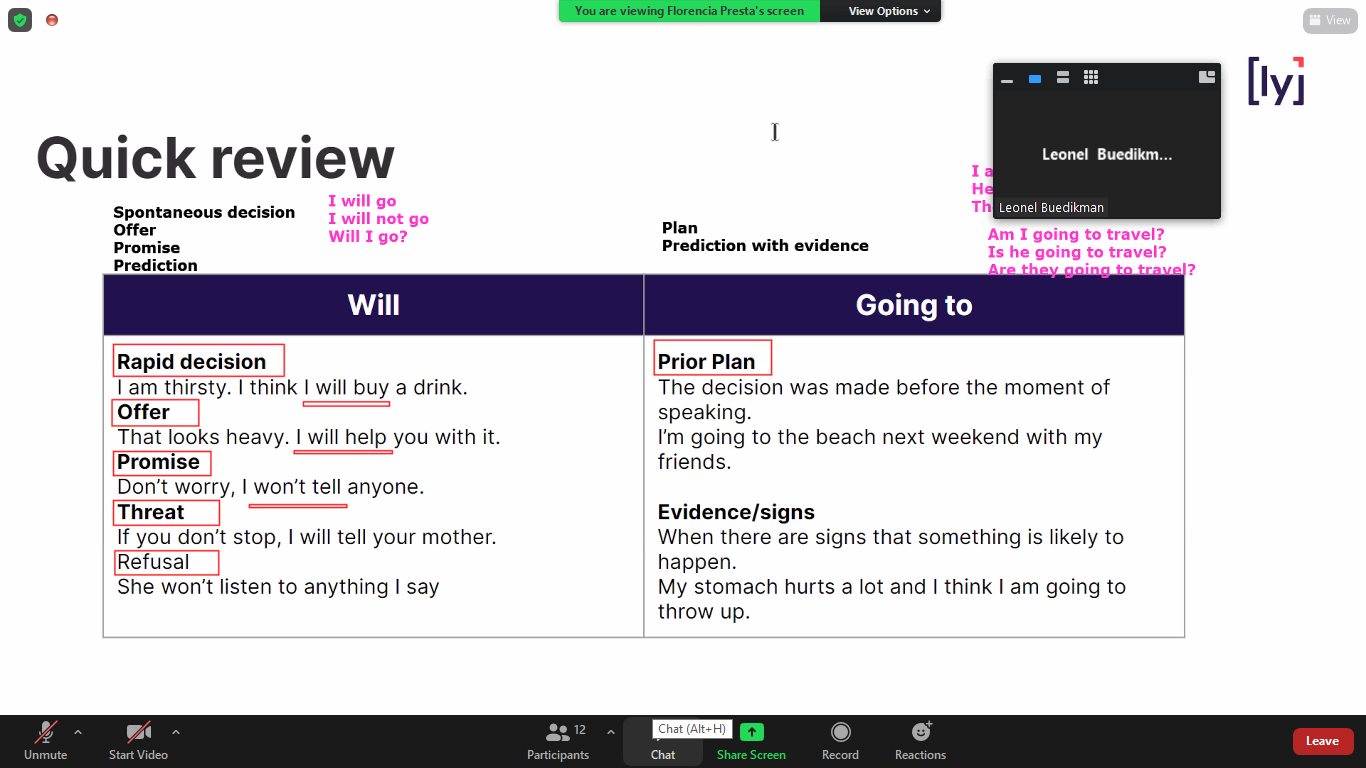 You are viewing Florencia Presta's screen
View Options
View
[ly]
Leonel Buedikm...
Leonel Buedikman
Quick review
Spontaneous decision
Offer
Promise
Prediction
I will go
I will not go
Will I go?
Plan
Prediction with evidence
Am I going to travel?
Is he going to travel?
Are they going to travel?
Will
Going to
Rapid decision
I am thirsty. I think I will buy a drink.
Offer
That looks heavy. I will help you with it.
Promise
Don't worry, I won't tell anyone.
Threat
If you don't stop, I will tell your mother.
Refusal
She won't listen to anything I say
Prior Plan
The decision was made before the moment of
speaking.
I'm going to the beach next weekend with my
friends.
Evidence/signs
When there are signs that something is likely to
happen.
My stomach hurts a lot and I think I am going to
throw up.
Unmute
Start Video
Participants
12
Chat (Alt+H)
Chat
Share Screen
Record
Reactions
Leave